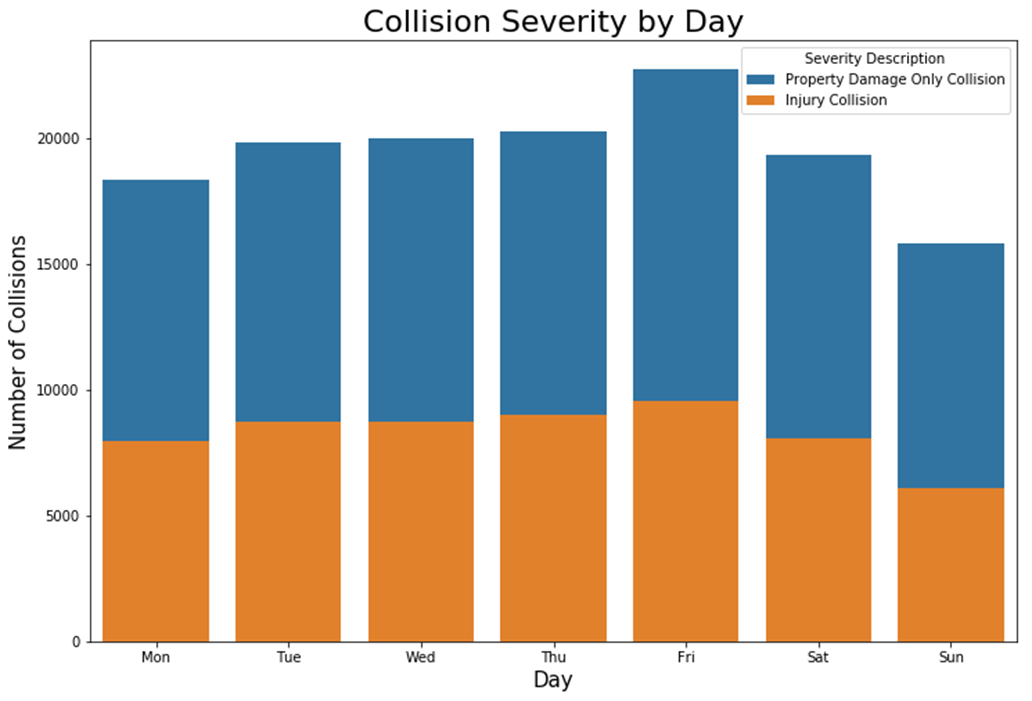 Collision Severity by Day
Severity Description
Property Damage Only Collision
Injury Collision
Number of Collisions
20000
15000
10000
5000
0
Mon Tue Wed Thu Fri Sat Sun
Day